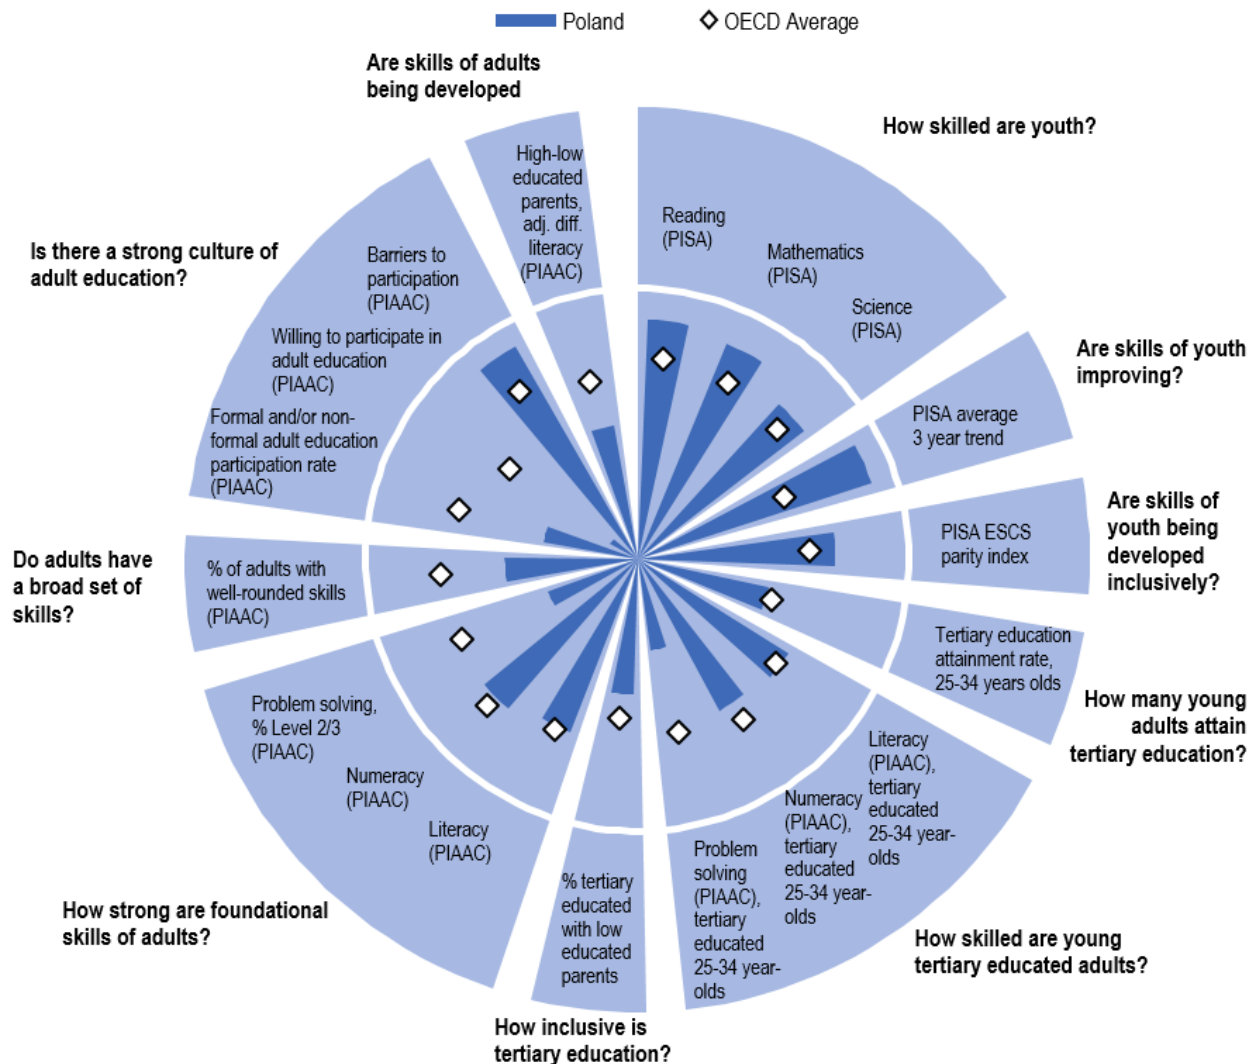 Poland
OECD Average
Are skills of adults
being developed
How skilled are youth?
High-low
educated
parents,
adj. diff.
literacy
(PIAAC)
Reading
(PISA)
Mathematics
(PISA)
Science
(PISA)
Is there a strong culture of
adult education?
Barriers to
participation
(PIAAC)
Willing to participate in
adult education
(PIAAC)
Formal and/or non-
formal adult education
participation rate
(PIAAC)
Are skills of youth
improving?
PISA average
3 year trend
Are skills of
youth being
developed
inclusively?
PISA ESCS
parity index
Do adults have
a broad set of
skills?
% of adults with
well-rounded skills
(PIAAC)
Tertiary education
attainment rate,
25-34 years olds
How many young
adults attain
tertiary education?
Problem solving,
% Level 2/3
(PIAAC)
Numeracy
(PIAAC)
Literacy
(PIAAC)
Literacy
(PIAAC),
tertiary
educated
25-34 year-
olds
Numeracy
(PIAAC),
tertiary
educated
25-34 year-
olds
Problem
solving
(PIAAC),
tertiary
educated
25-34 year-
olds
% tertiary
educated
with low
educated
parents
How strong are foundational
skills of adults?
How skilled are young
tertiary educated adults?
How inclusive is
tertiary education?